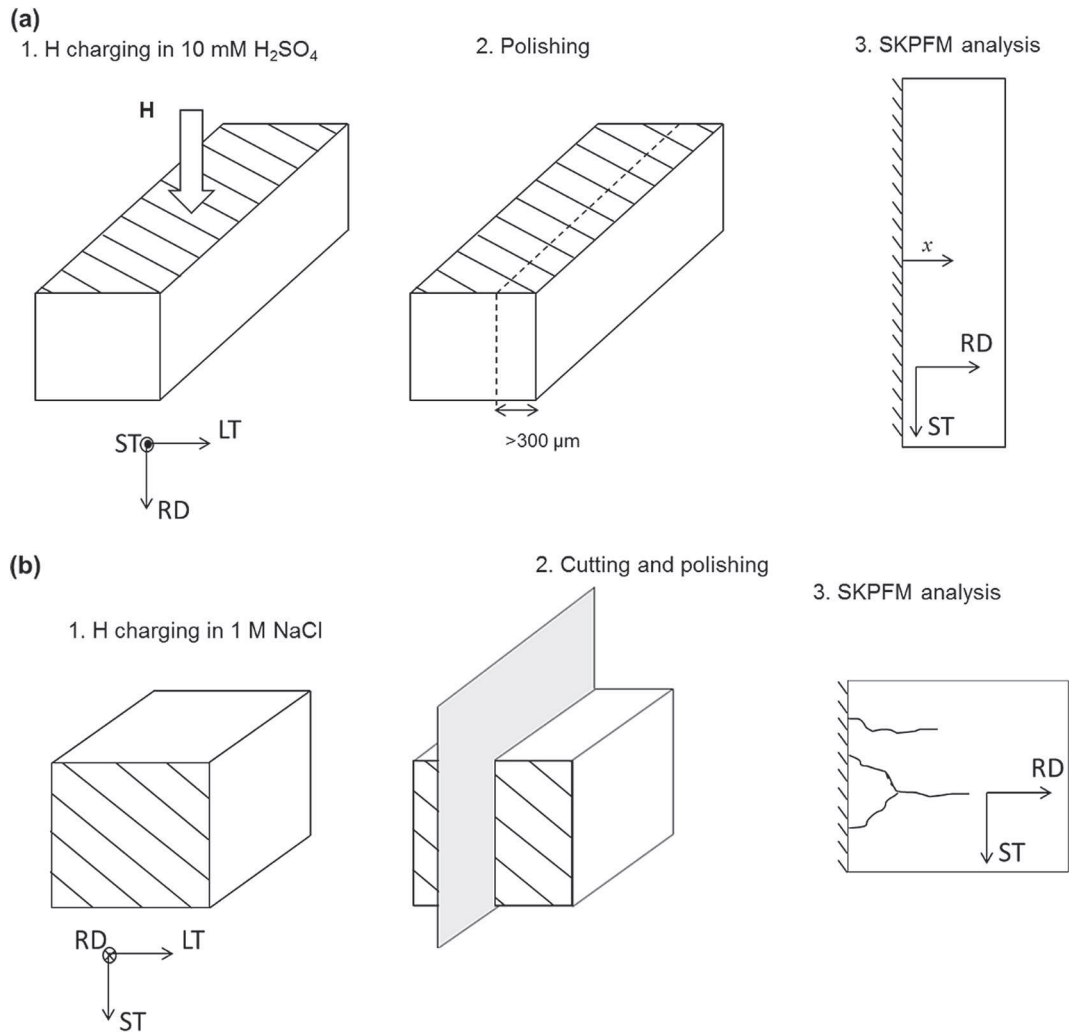 (a)
1. H charging in 10 mM H₂SO₄
2. Polishing
3. SKPFM analysis
H
x
RD
ST
>300 µm
ST
LT
RD
(b)
1. H charging in 1 M NaCl
2. Cutting and polishing
3. SKPFM analysis
RD
ST
RD
LT
ST